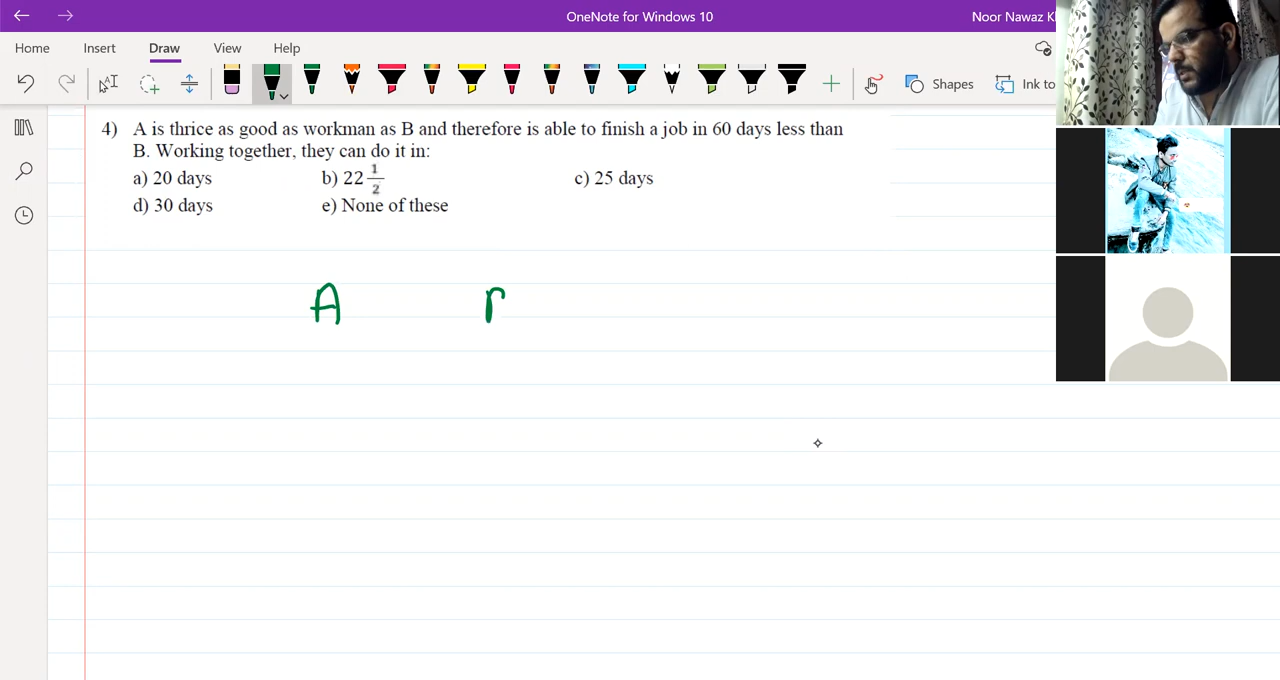 OneNote for Windows 10
Noor Nawaz Kl
Home Insert Draw View Help
Shapes Ink to
4) A is thrice as good as workman as B and therefore is able to finish a job in 60 days less than
B. Working together, they can do it in:
a) 20 days b) 22 1/2 c) 25 days
d) 30 days e) None of these
A r